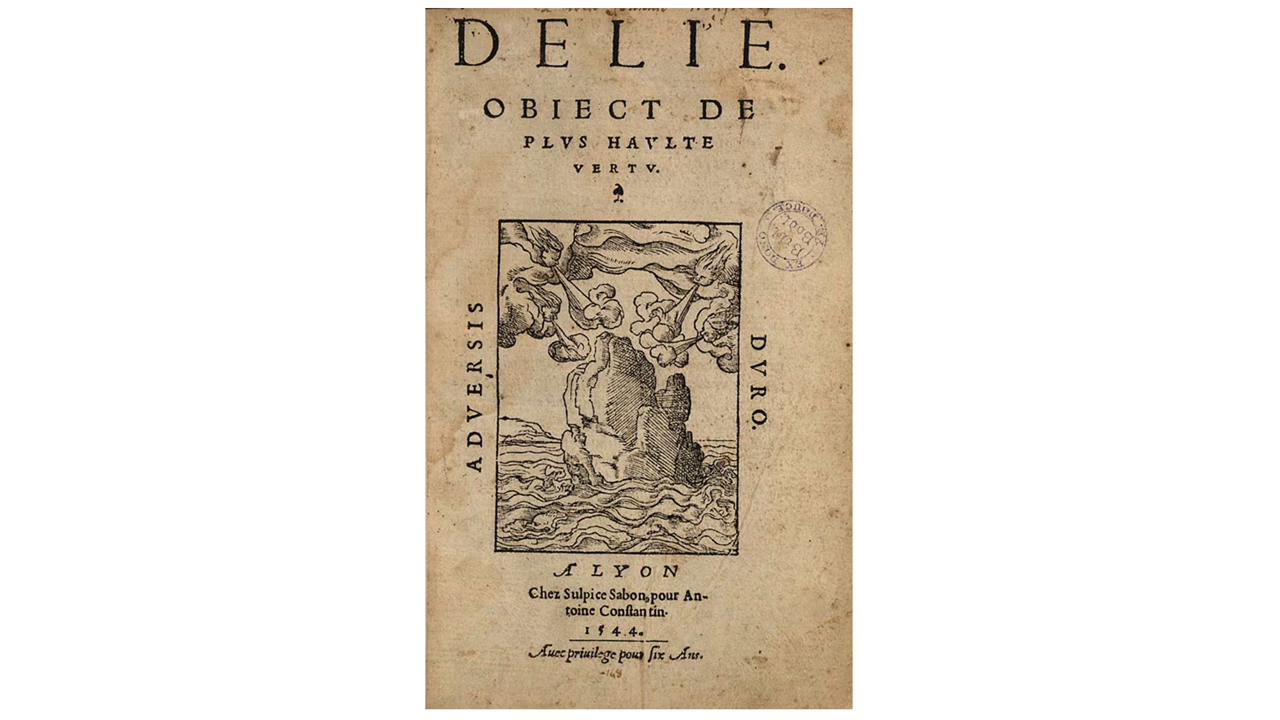 DELIE.
OBIECT DE
PLVS HAVLTE
VERTV.
ADVERSIS
DVRO.
A LYON
Chez Sulpice Sabon, pour An-
toine Conſtantin.
1544.
Auec priuilege pour ſix Ans.